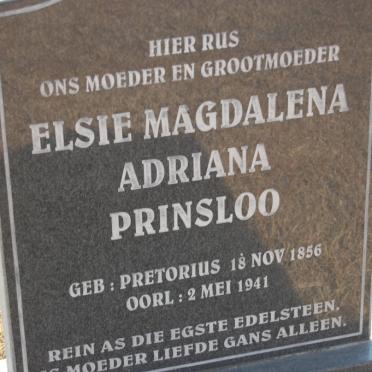 HIER RUS
ONS MOEDER EN GROOTMOEDER
ELSIE MAGDALENA
ADRIANA
PRINSLOO
GEB : PRETORIUS 18 NOV 1856
OORL : 2 MEI 1941
REIN AS DIE EGSTE EDELSTEEN.
IS MOEDER LIEFDE GANS ALLEEN.